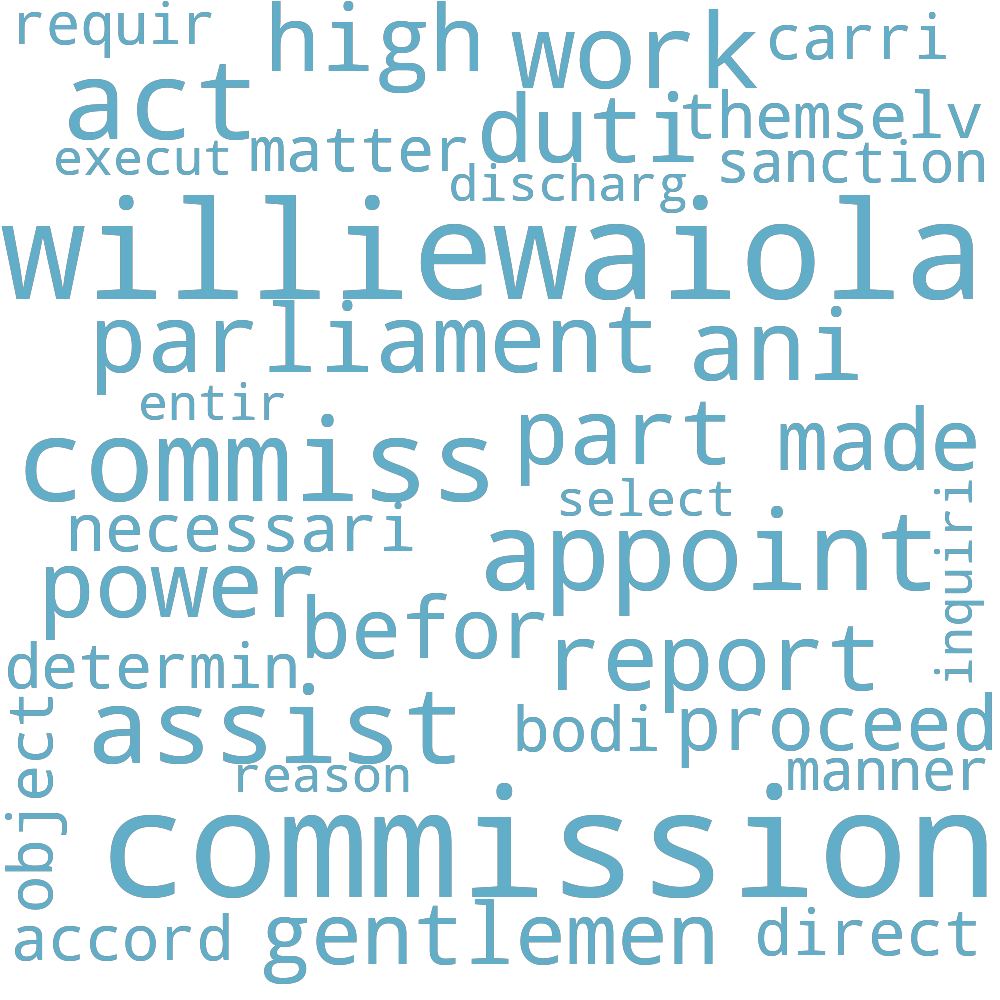 requir
high
work
carri
act
duti
themselv
execut
matter
sanction
discharg
williewaiola
parliament
ani
entir
commiss
part
made
select
necessari
appoint
inquiri
power
befor
report
determin
object
assist
bodi
proceed
reason
manner
commission
accord
gentlemen
direct